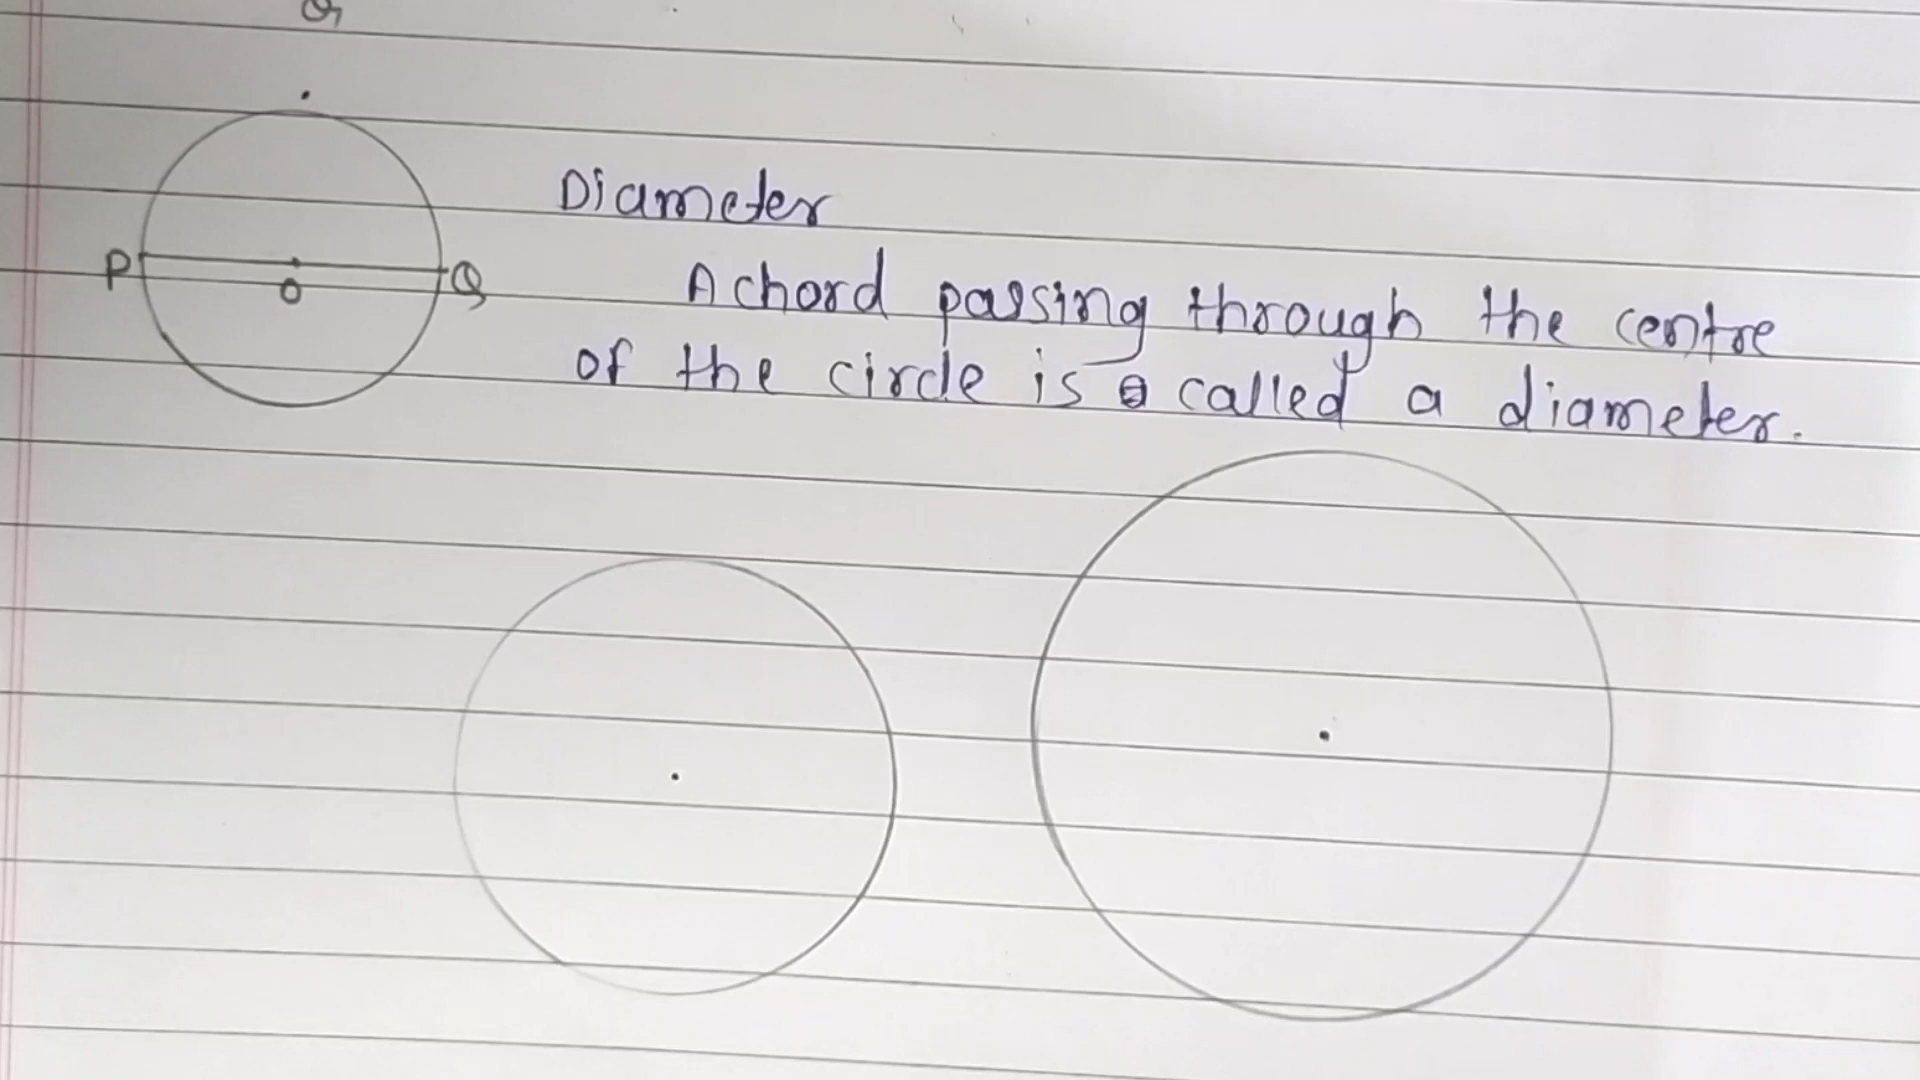 Diameter
P O Q
A chord passing through the centre
of the circle is called a diameter.